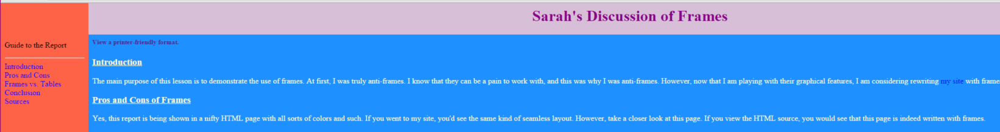 Sarah's Discussion of Frames
Guide to the Report
Introduction
Pros and Cons
Frames vs. Tables
Conclusion
Sources
View a printer-friendly format.
Introduction
The main purpose of this lesson is to demonstrate the use of frames. At first, I was truly anti-frames. I know that they can be a pain to work with, and this was why I was anti-frames. However, now that I am playing with their graphical features, I am considering rewriting my site with frame
Pros and Cons of Frames
Yes, this report is being shown in a nifty HTML page with all sorts of colors and such. If you went to my site, you'd see the same kind of seamless layout. However, take a closer look at this page. If you view the HTML source, you would see that this page is indeed written with frames.